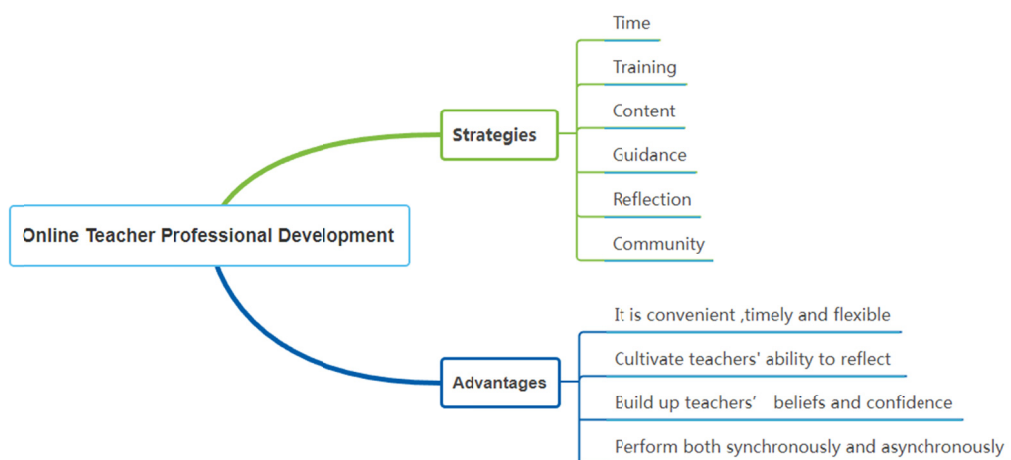 Online Teacher Professional Development
Strategies
Time
Training
Content
Guidance
Reflection
Community
Advantages
It is convenient ,timely and flexible
Cultivate teachers' ability to reflect
Build up teachers’ beliefs and confidence
Perform both synchronously and asynchronously